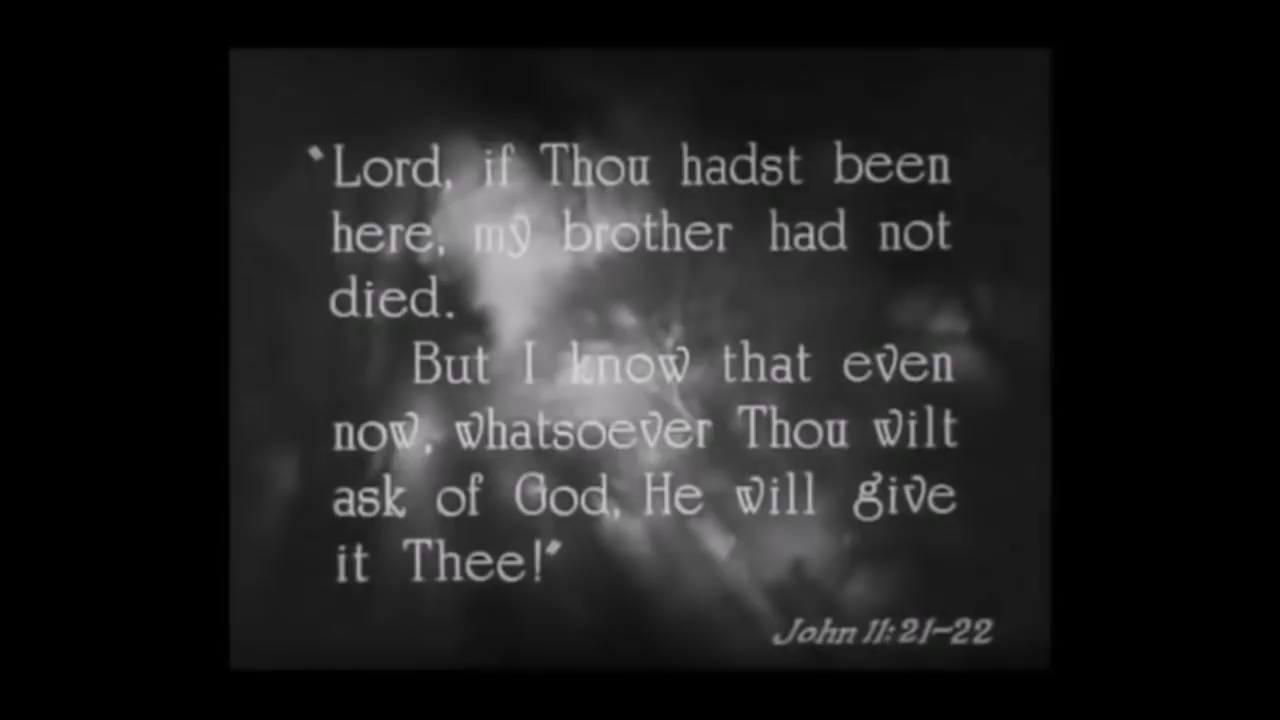 "Lord, if Thou hadst been
here, my brother had not
died.
But I know that even
now, whatsoever Thou wilt
ask of God, He will give
it Thee!"
John 11:21-22